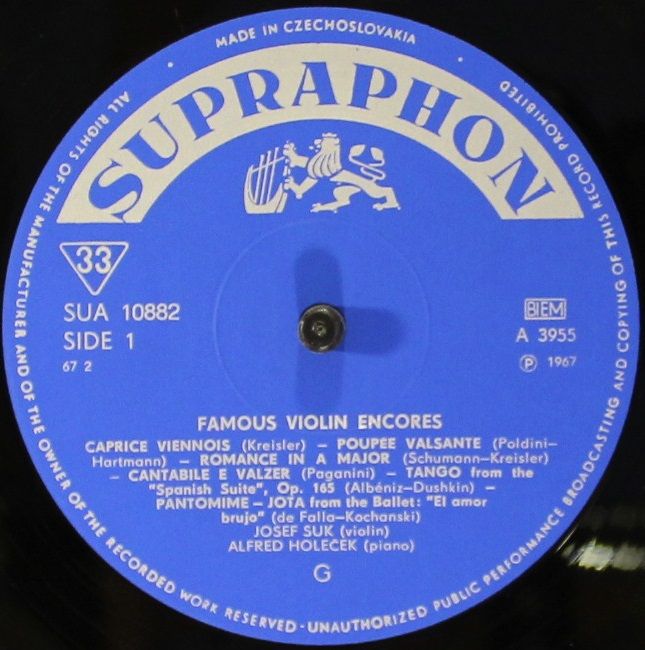 MADE IN CZECHOSLOVAKIA
SUPRAPHON
33
SUA 10882
SIDE 1
67 2
BIEM
A 3955
Ⓟ 1967
FAMOUS VIOLIN ENCORES
CAPRICE VIENNOIS (Kreisler) – POUPÉE VALSANTE (Poldini–
Hartmann) – ROMANCE IN A MAJOR (Schumann–Kreisler)
– CANTABILE E VALZER (Paganini) – TANGO from the
"Spanish Suite", Op. 165 (Albéniz–Dushkin) –
PANTOMIME – JOTA from the Ballet: "El amor
brujo" (de Falla–Kochanski)
JOSEF SUK (violin)
ALFRED HOLEČEK (piano)
G
ALL RIGHTS OF THE MANUFACTURER AND OF THE OWNER OF THE RECORDED WORK RESERVED · UNAUTHORIZED PUBLIC PERFORMANCE BROADCASTING AND COPYING OF THIS RECORD PROHIBITED